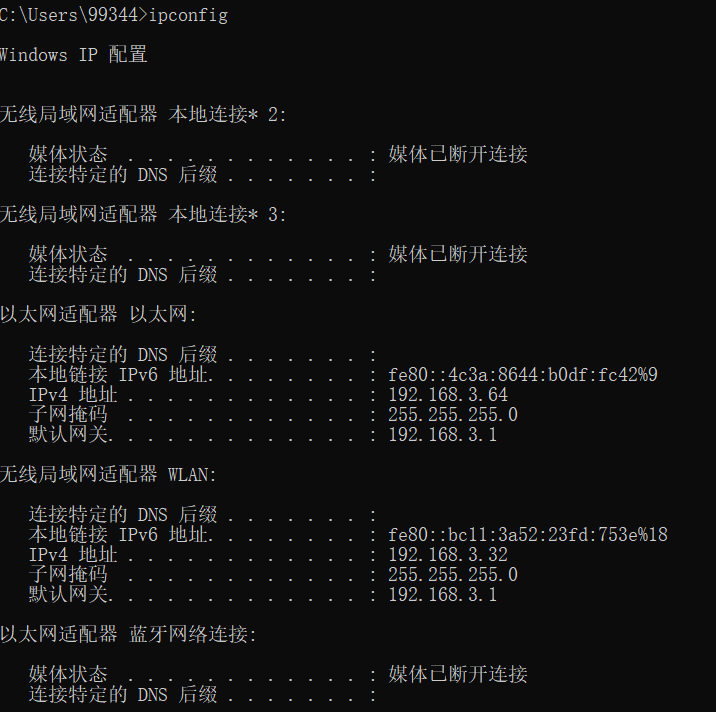 C:\Users\99344>ipconfig
Windows IP 配置
无线局域网适配器 本地连接* 2:
媒体状态  . . . . . . . . . . . . : 媒体已断开连接
连接特定的 DNS 后缀 . . . . . . . :
无线局域网适配器 本地连接* 3:
媒体状态  . . . . . . . . . . . . : 媒体已断开连接
连接特定的 DNS 后缀 . . . . . . . :
以太网适配器 以太网:
连接特定的 DNS 后缀 . . . . . . . :
本地链接 IPv6 地址. . . . . . . . : fe80::4c3a:8644:b0df:fc42%9
IPv4 地址 . . . . . . . . . . . . : 192.168.3.64
子网掩码  . . . . . . . . . . . . : 255.255.255.0
默认网关. . . . . . . . . . . . . : 192.168.3.1
无线局域网适配器 WLAN:
连接特定的 DNS 后缀 . . . . . . . :
本地链接 IPv6 地址. . . . . . . . : fe80::bc11:3a52:23fd:753e%18
IPv4 地址 . . . . . . . . . . . . : 192.168.3.32
子网掩码  . . . . . . . . . . . . : 255.255.255.0
默认网关. . . . . . . . . . . . . : 192.168.3.1
以太网适配器 蓝牙网络连接:
媒体状态  . . . . . . . . . . . . : 媒体已断开连接
连接特定的 DNS 后缀 . . . . . . . :